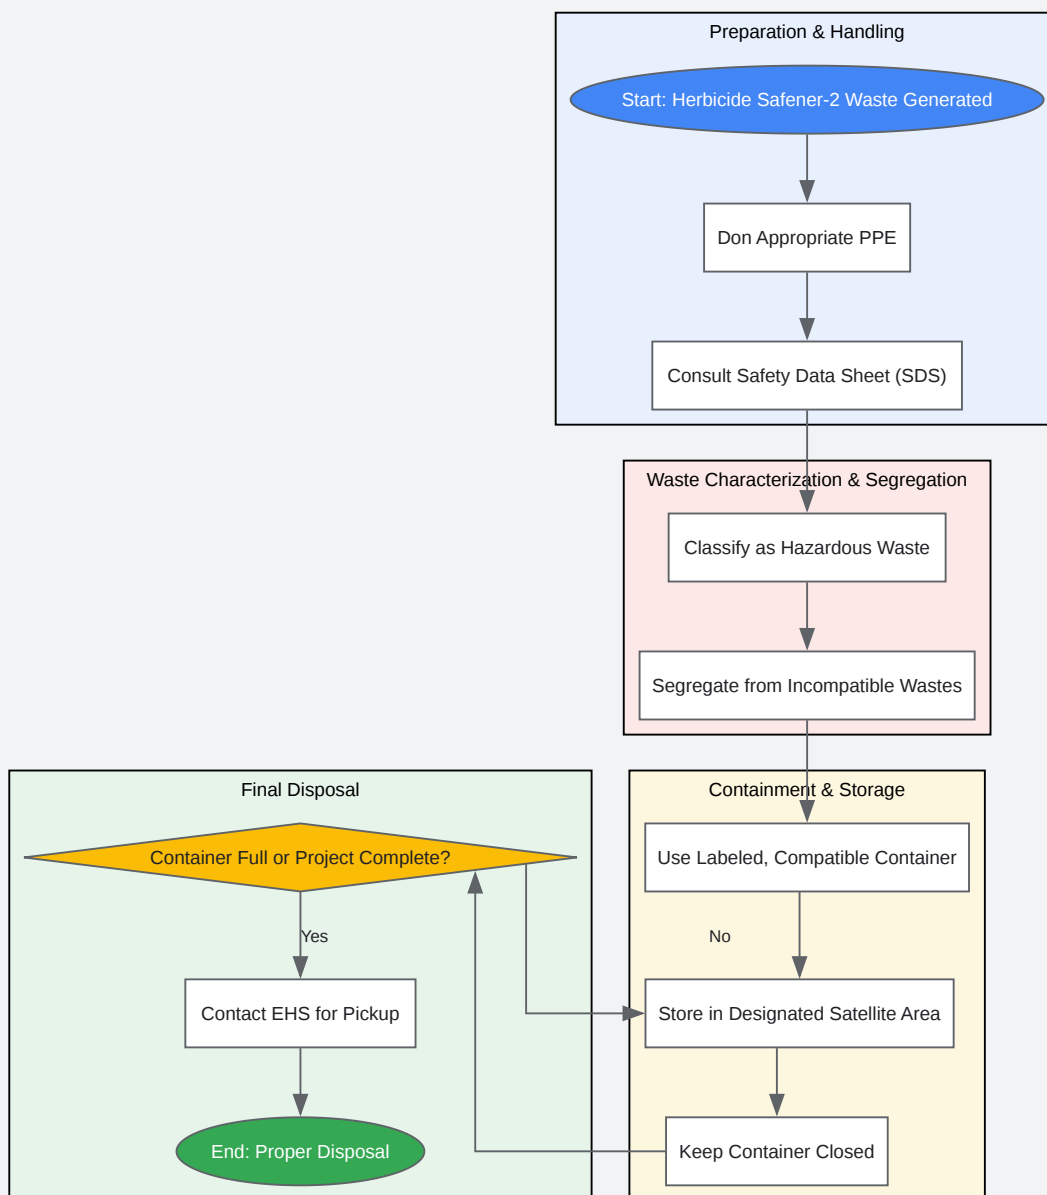 Preparation & Handling
Start: Herbicide Safener-2 Waste Generated
Don Appropriate PPE
Consult Safety Data Sheet (SDS)
Waste Characterization & Segregation
Classify as Hazardous Waste
Segregate from Incompatible Wastes
Containment & Storage
Use Labeled, Compatible Container
No
Store in Designated Satellite Area
Keep Container Closed
Final Disposal
Container Full or Project Complete?
Yes
Contact EHS for Pickup
End: Proper Disposal